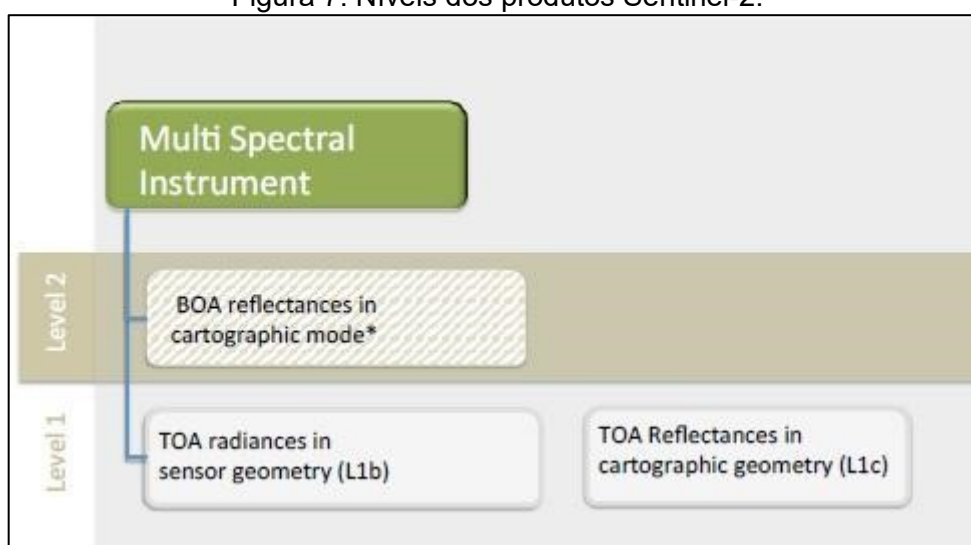 Figura 7: Níveis dos produtos Sentinel-2.
Multi Spectral
Instrument
Level 2
BOA reflectances in
cartographic mode*
Level 1
TOA radiances in
sensor geometry (L1b)
TOA Reflectances in
cartographic geometry (L1c)